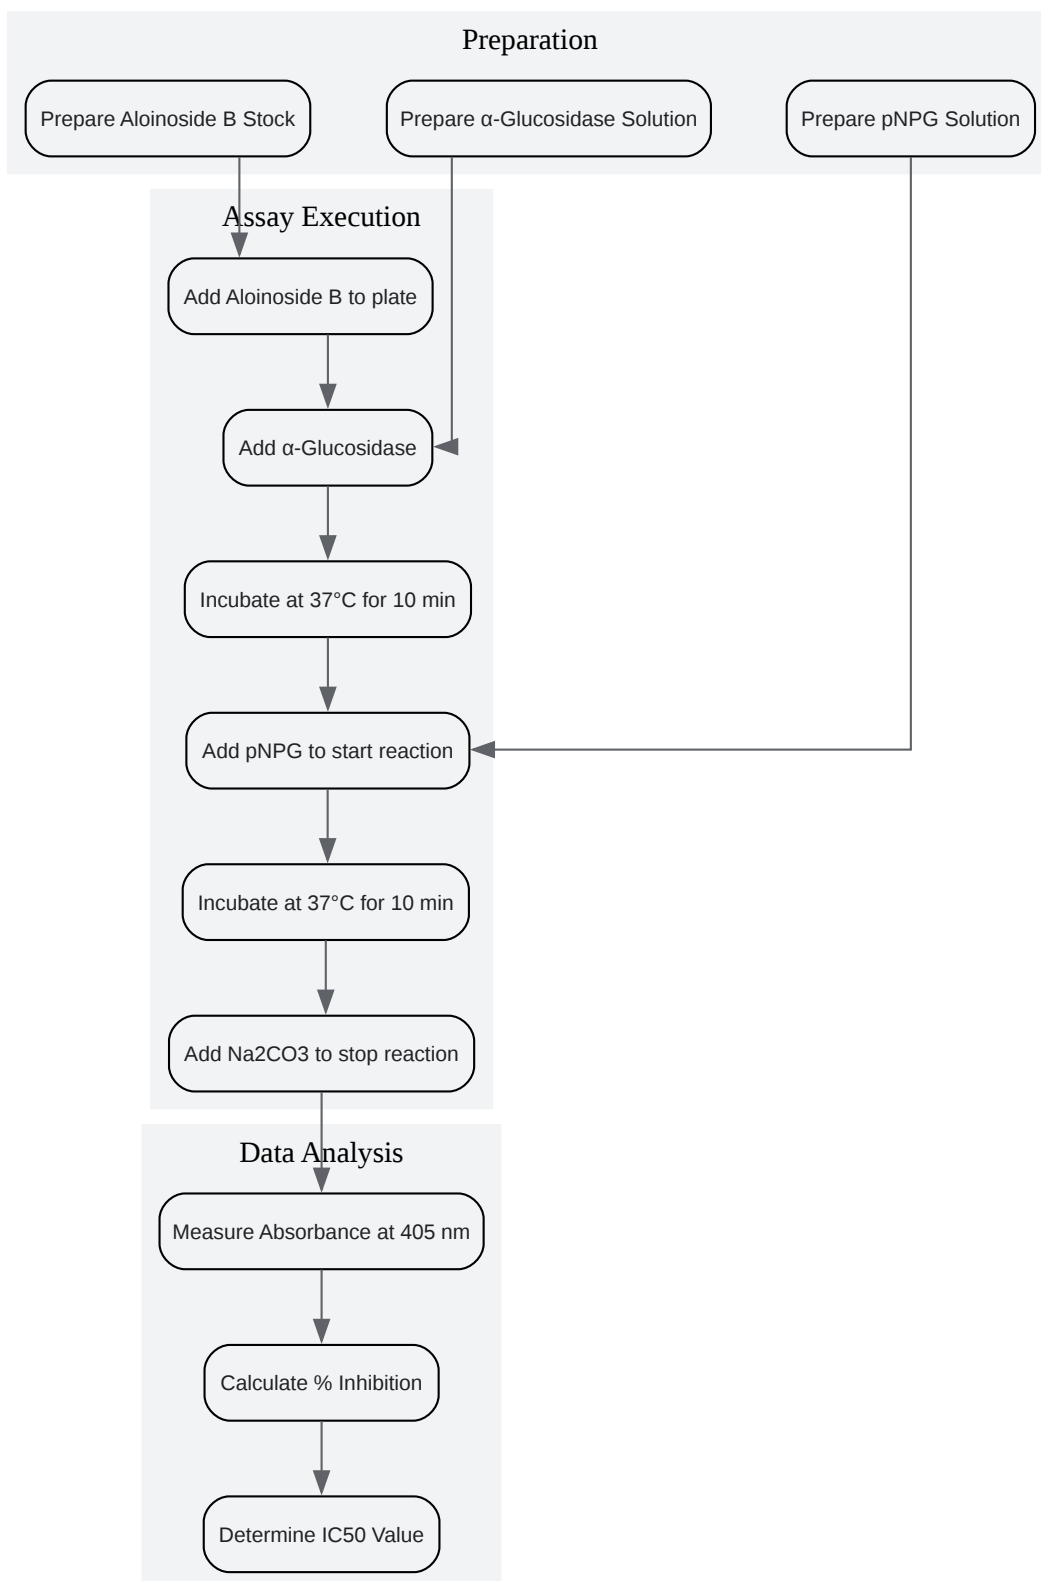 Preparation
Prepare Aloinoside B Stock
Prepare α-Glucosidase Solution
Prepare pNPG Solution
Assay Execution
Add Aloinoside B to plate
Add α-Glucosidase
Incubate at 37°C for 10 min
Add pNPG to start reaction
Incubate at 37°C for 10 min
Add Na2CO3 to stop reaction
Data Analysis
Measure Absorbance at 405 nm
Calculate % Inhibition
Determine IC50 Value